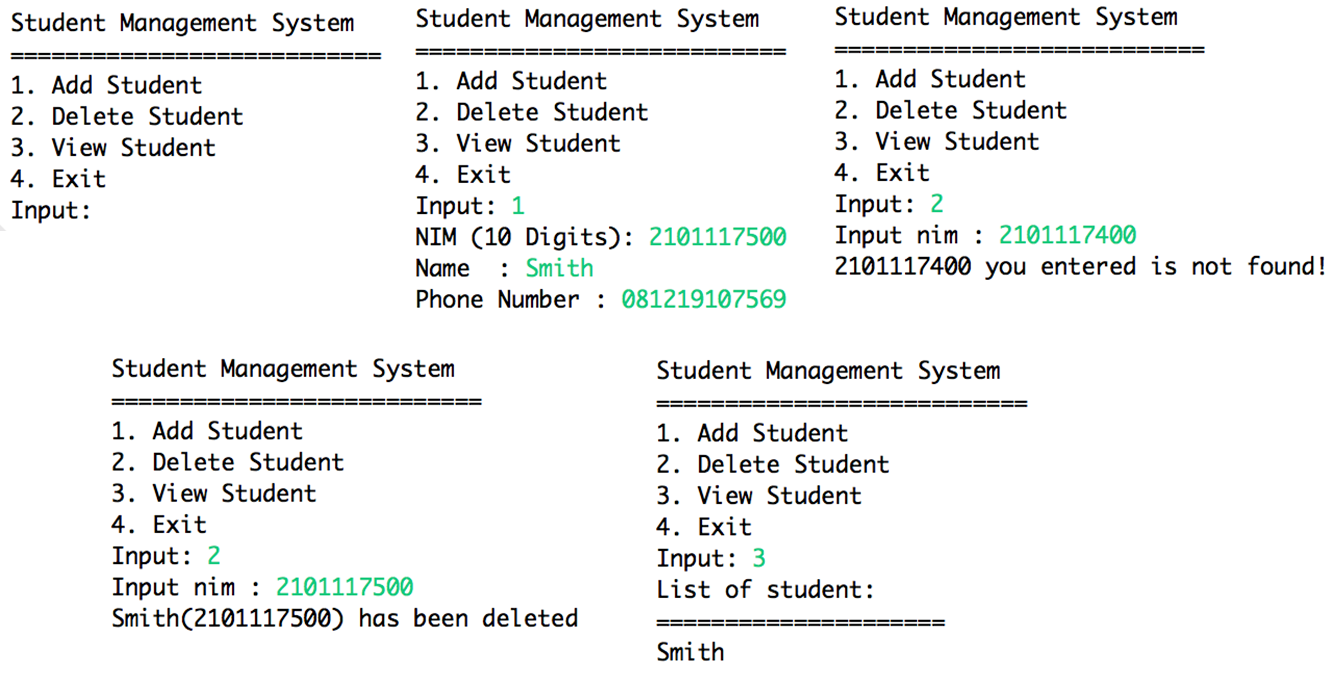 Student Management System
===========================
1. Add Student
2. Delete Student
3. View Student
4. Exit
Input:
Student Management System
===========================
1. Add Student
2. Delete Student
3. View Student
4. Exit
Input: 1
NIM (10 Digits): 2101117500
Name  : Smith
Phone Number : 081219107569
Student Management System
===========================
1. Add Student
2. Delete Student
3. View Student
4. Exit
Input: 2
Input nim : 2101117400
2101117400 you entered is not found!
Student Management System
===========================
1. Add Student
2. Delete Student
3. View Student
4. Exit
Input: 2
Input nim : 2101117500
Smith(2101117500) has been deleted
Student Management System
===========================
1. Add Student
2. Delete Student
3. View Student
4. Exit
Input: 3
List of student:
=====================
Smith